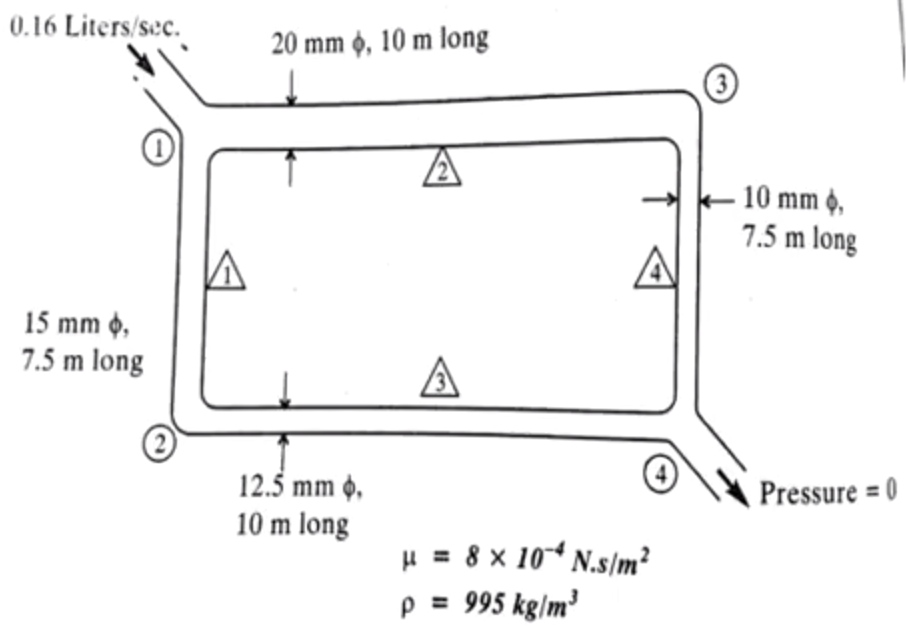 0.16 Liters/sec.
20 mm ϕ, 10 m long
3
1
2
10 mm ϕ,
7.5 m long
1
4
15 mm ϕ,
7.5 m long
3
2
12.5 mm ϕ,
10 m long
4
Pressure = 0
μ = 8 × 10⁻⁴ N.s/m²
ρ = 995 kg/m³